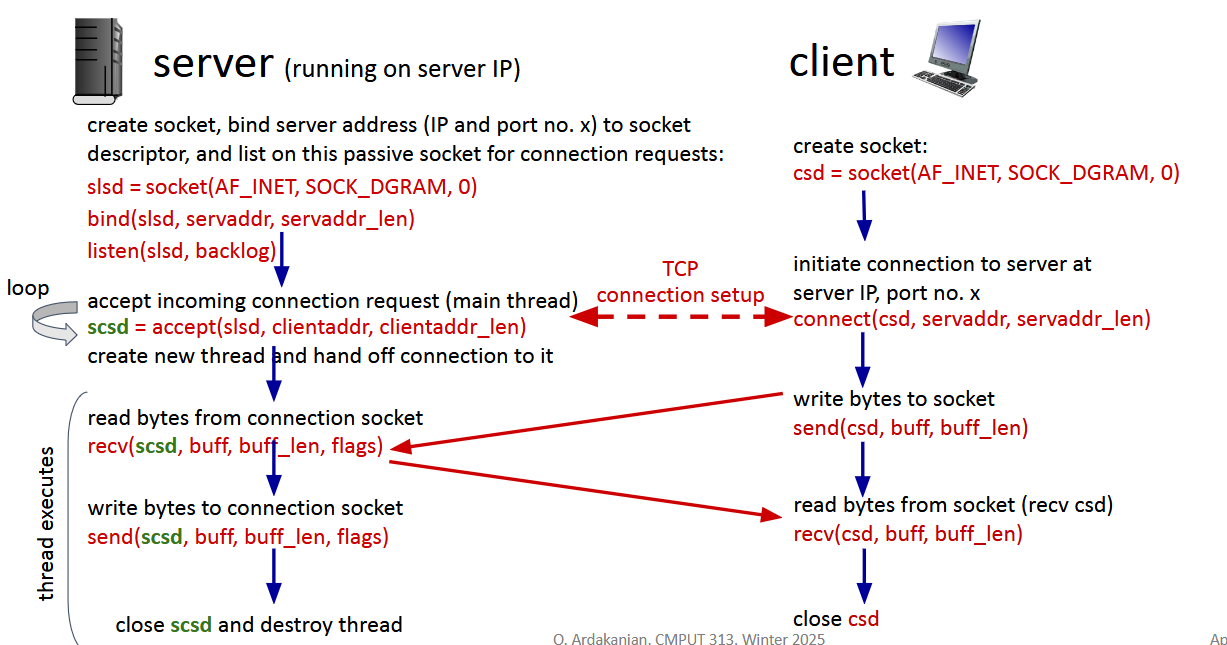 server (running on server IP)
create socket, bind server address (IP and port no. x) to socket
descriptor, and list on this passive socket for connection requests:
slsd = socket(AF_INET, SOCK_DGRAM, 0)
bind(slsd, servaddr, servaddr_len)
listen(slsd, backlog)
loop
accept incoming connection request (main thread)
scsd = accept(slsd, clientaddr, clientaddr_len)
create new thread and hand off connection to it
thread executes
read bytes from connection socket
recv(scsd, buff, buff_len, flags)
write bytes to connection socket
send(scsd, buff, buff_len, flags)
close scsd and destroy thread
TCP
connection setup
client
create socket:
csd = socket(AF_INET, SOCK_DGRAM, 0)
initiate connection to server at
server IP, port no. x
connect(csd, servaddr, servaddr_len)
write bytes to socket
send(csd, buff, buff_len)
read bytes from socket (recv csd)
recv(csd, buff, buff_len)
close csd
O. Ardakanian. CMPUT 313. Winter 2025
Ap